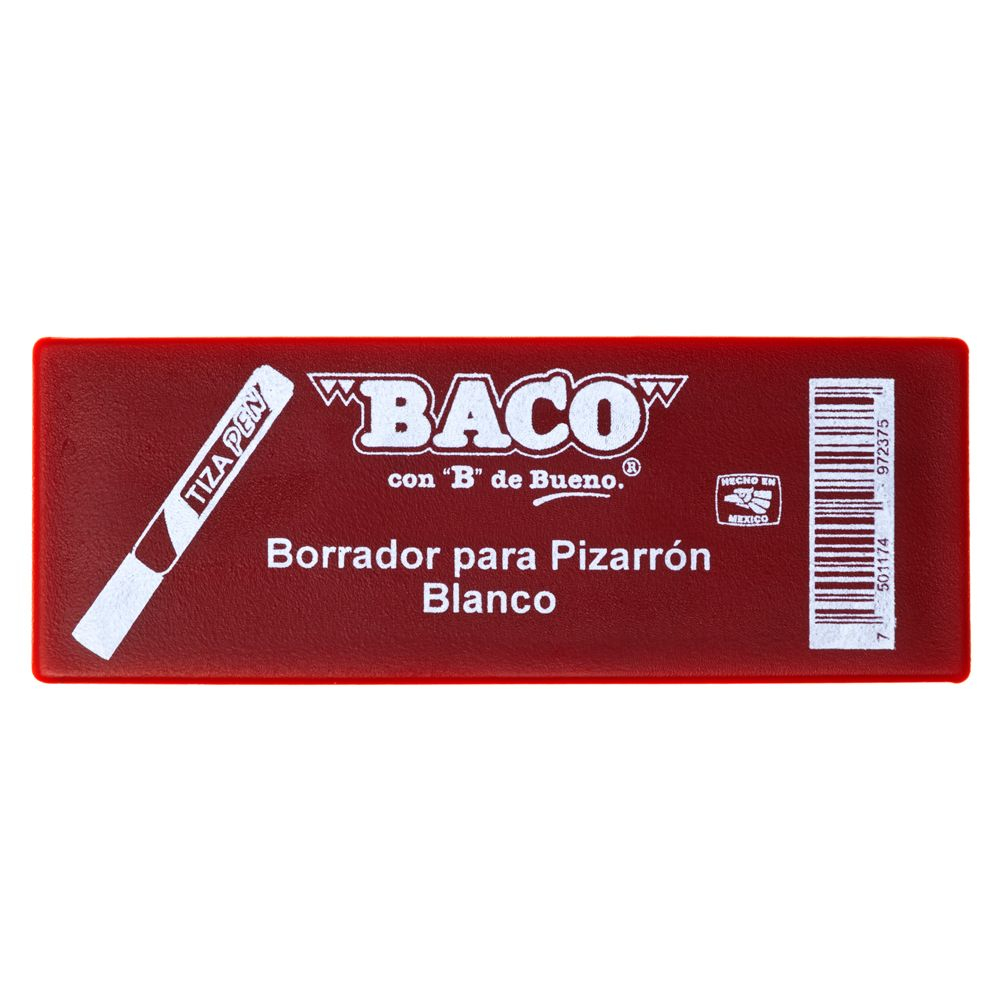 TIZA PEN
"BACO"
con "B" de Bueno.®
HECHO EN
MEXICO
Borrador para Pizarrón
Blanco
7 501174 972375